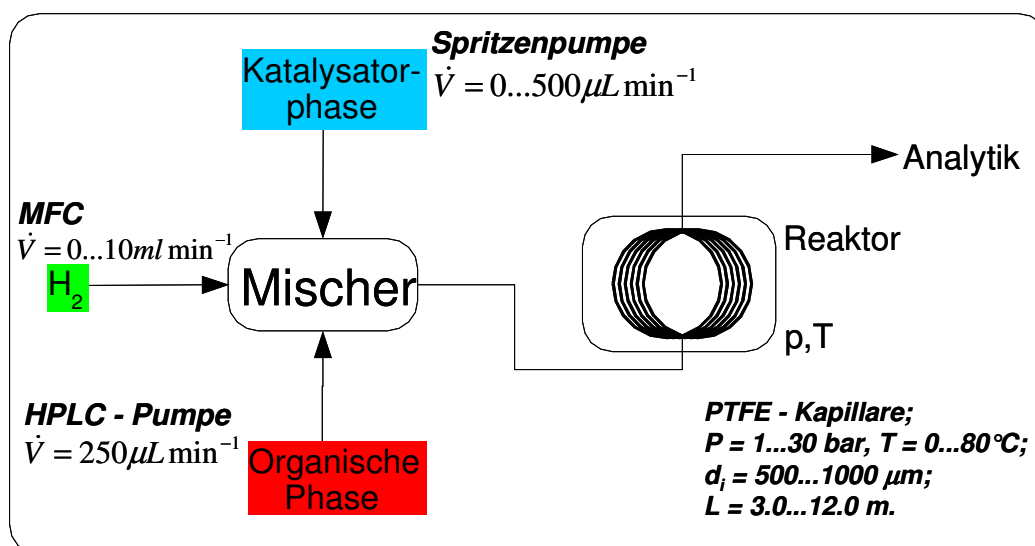 Spritzenpumpe
V̇ = 0...500μL min⁻¹
Katalysator-
phase
Analytik
MFC
V̇ = 0...10ml min⁻¹
H₂
Mischer
Reaktor
p,T
HPLC - Pumpe
V̇ = 250μL min⁻¹
Organische
Phase
PTFE - Kapillare;
P = 1...30 bar, T = 0...80°C;
dᵢ = 500...1000 μm;
L = 3.0...12.0 m.